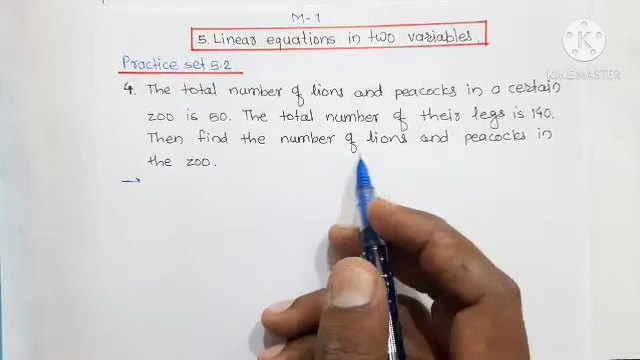 M-1
5. Linear equations in two variables.
KINEMASTER
Practice set 5.2
4. The total number of lions and peacocks in a certain
zoo is 50. The total number of their legs is 140.
Then find the number of lions and peacocks in
the zoo.